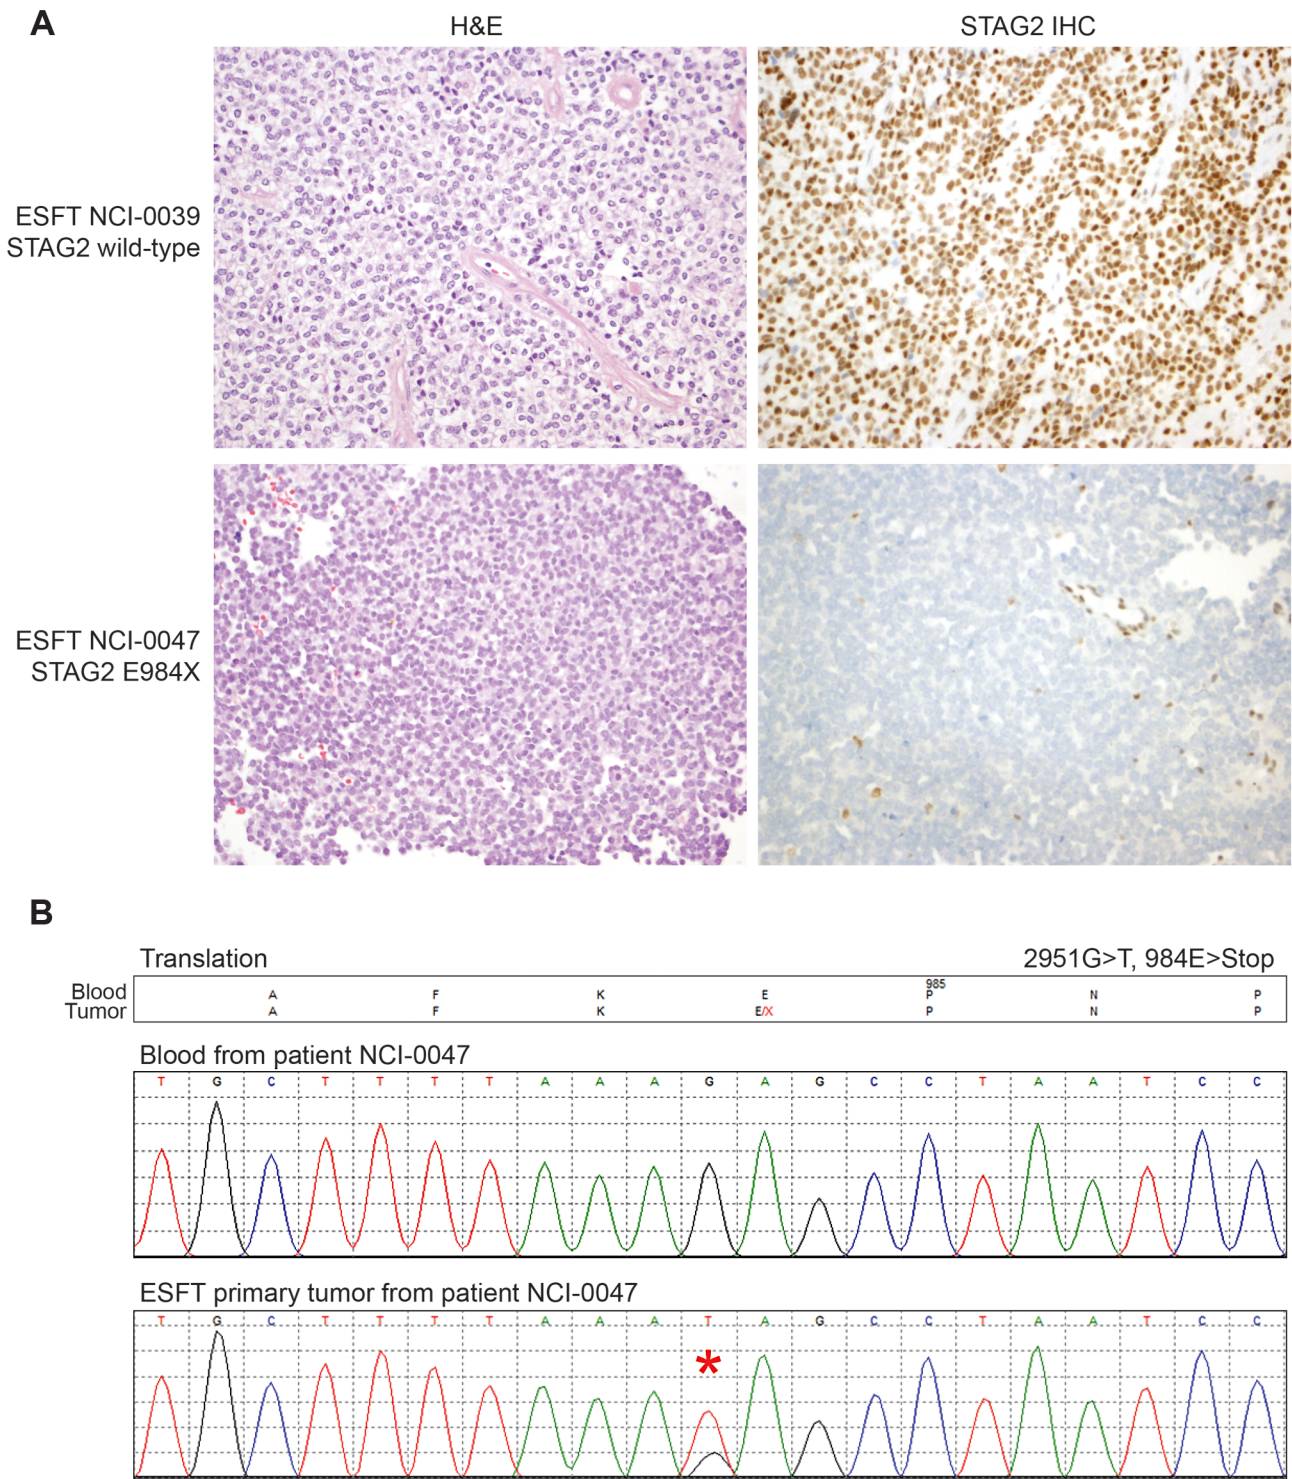 A
H&E
STAG2 IHC
ESFT NCI-0039
STAG2 wild-type
ESFT NCI-0047
STAG2 E984X
B
Translation
2951G>T, 984E>Stop
985
Blood A F K E P N P
Tumor A F K E/X P N P
Blood from patient NCI-0047
T G C T T T T A A A G A G C C T A A T C C
ESFT primary tumor from patient NCI-0047
T G C T T T T A A A T A G C C T A A T C C
*